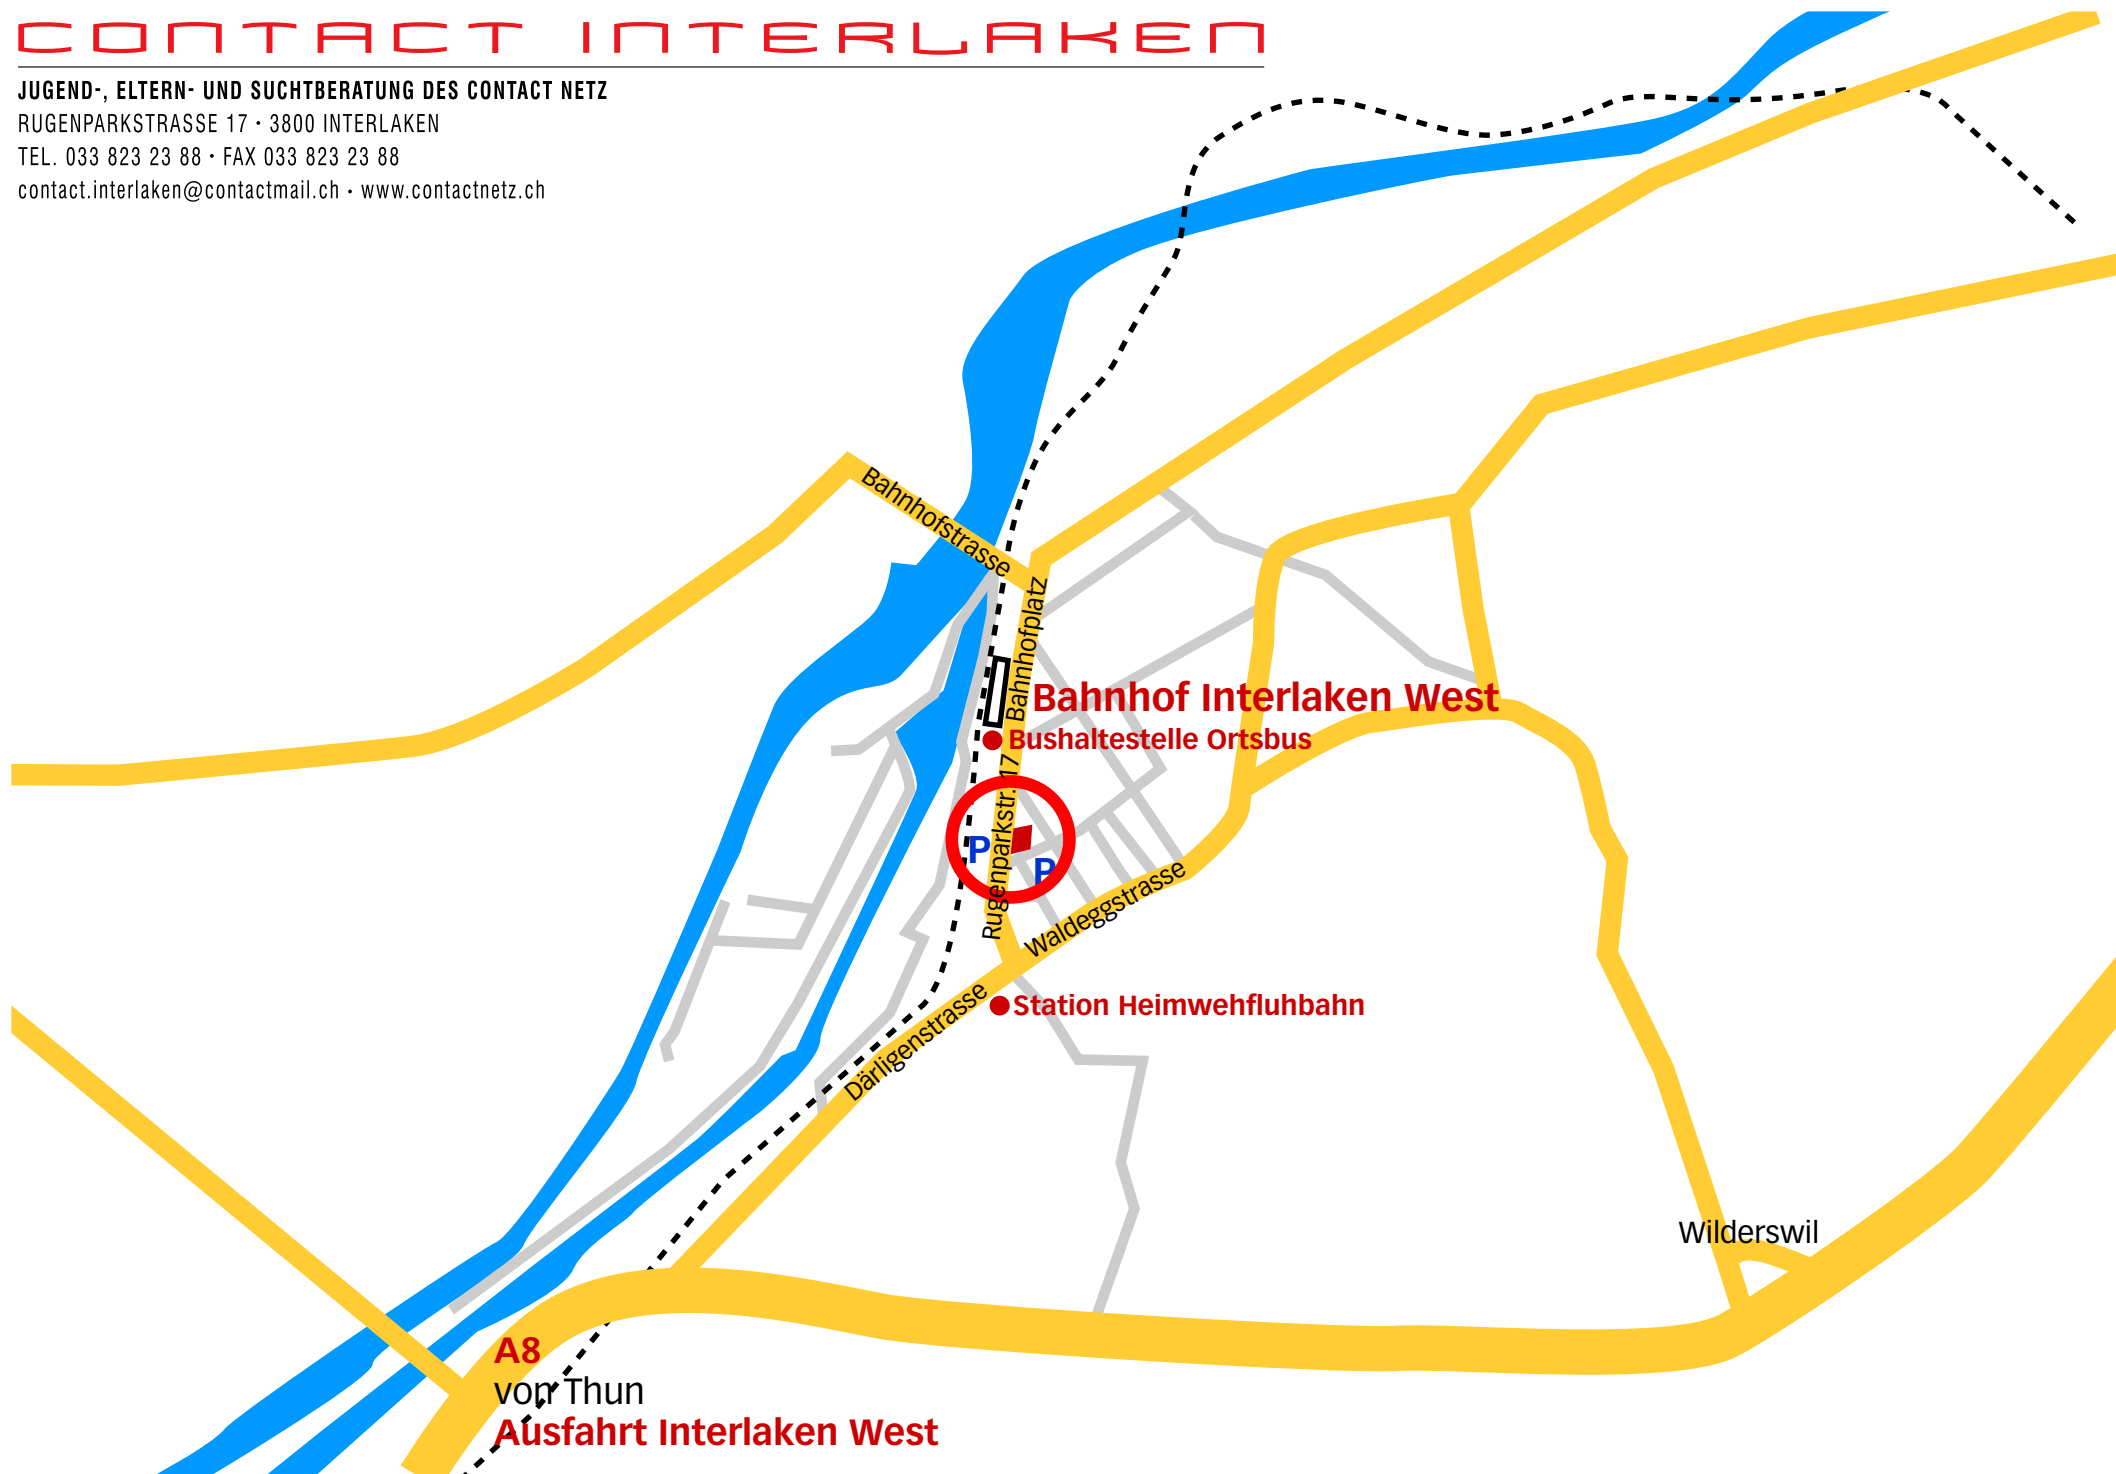 CONTACT INTERLAKEN
JUGEND-, ELTERN- UND SUCHTBERATUNG DES CONTACT NETZ
RUGENPARKSTRASSE 17 • 3800 INTERLAKEN
TEL. 033 823 23 88 • FAX 033 823 23 88
contact.interlaken@contactmail.ch • www.contactnetz.ch
Bahnhofstrasse
Bahnhofplatz
Bahnhof Interlaken West
Bushaltestelle Ortsbus
Rugenparkstr. 17
P
P
Waldeggstrasse
Station Heimwehfluhbahn
Därligenstrasse
Wilderswil
A8
von Thun
Ausfahrt Interlaken West